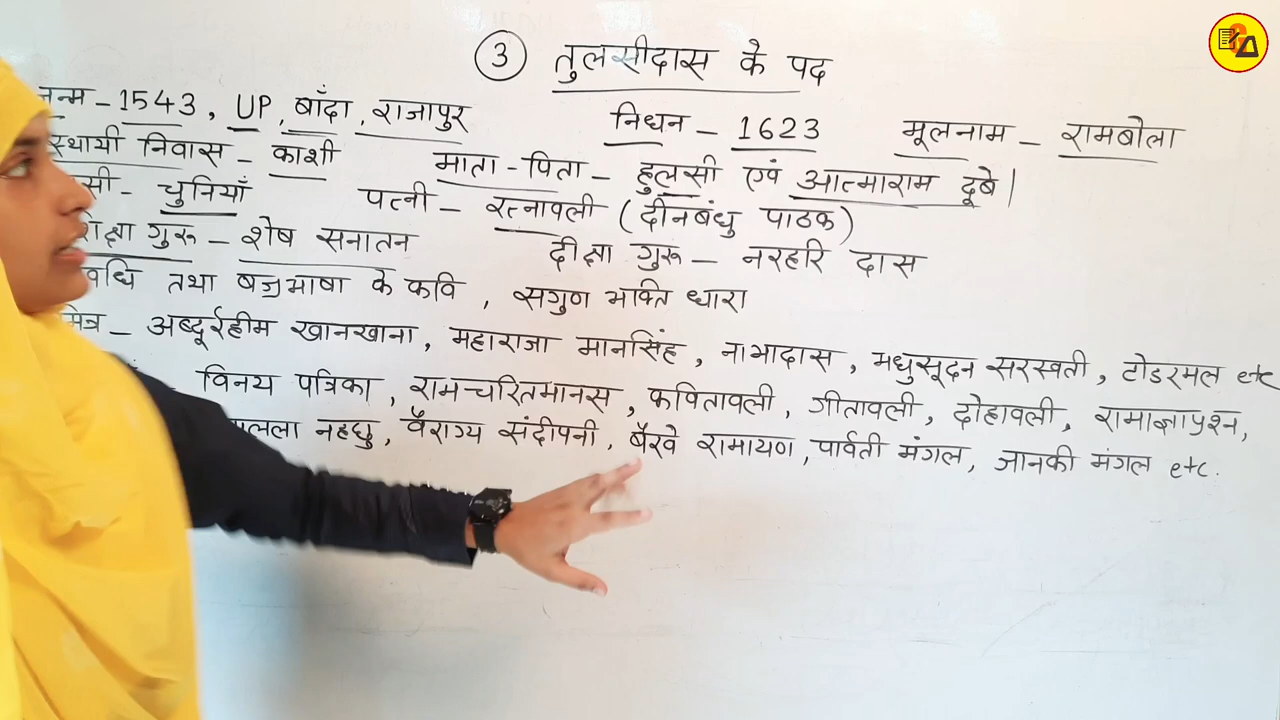 ③ तुलसीदास के पद
जन्म - 1543, UP, बाँदा, राजापुर निधन - 1623 मूलनाम - रामबोला
स्थायी निवास - काशी माता-पिता - हुलसी एवं आत्माराम दूबे।
- चुनियाँ पत्नी - रत्नावली (दीनबंधु पाठक)
गुरू - शेष सनातन दीक्षा गुरू - नरहरि दास
तथा ब्रजभाषा के कवि, सगुण भक्ति धारा
मित्र - अब्दूर्रहीम खानखाना, महाराजा मानसिंह, नाभादास, मधुसूदन सरस्वती, टोडरमल etc
- विनय पत्रिका, रामचरितमानस, कवितावली, गीतावली, दोहावली, रामाज्ञाप्रश्न,
नहछु, वैराग्य संदीपनी, बैरवे रामायण, पार्वती मंगल, जानकी मंगल etc.